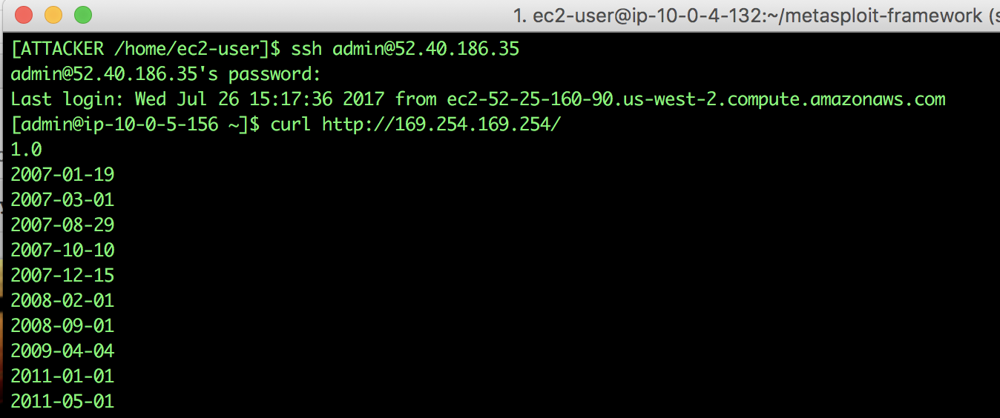 1. ec2-user@ip-10-0-4-132:~/metasploit-framework (s
[ATTACKER /home/ec2-user]$ ssh admin@52.40.186.35
admin@52.40.186.35's password:
Last login: Wed Jul 26 15:17:36 2017 from ec2-52-25-160-90.us-west-2.compute.amazonaws.com
[admin@ip-10-0-5-156 ~]$ curl http://169.254.169.254/
1.0
2007-01-19
2007-03-01
2007-08-29
2007-10-10
2007-12-15
2008-02-01
2008-09-01
2009-04-04
2011-01-01
2011-05-01